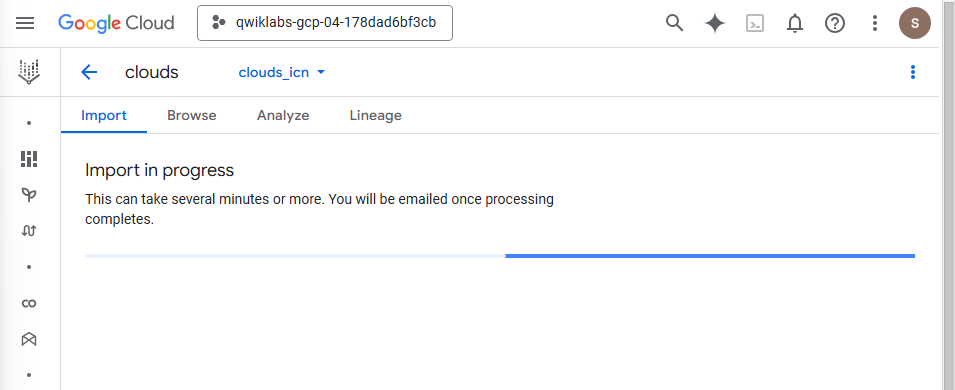 Google Cloud
qwiklabs-gcp-04-178dad6bf3cb
S
clouds
clouds_icn
Import Browse Analyze Lineage
Import in progress
This can take several minutes or more. You will be emailed once processing
completes.